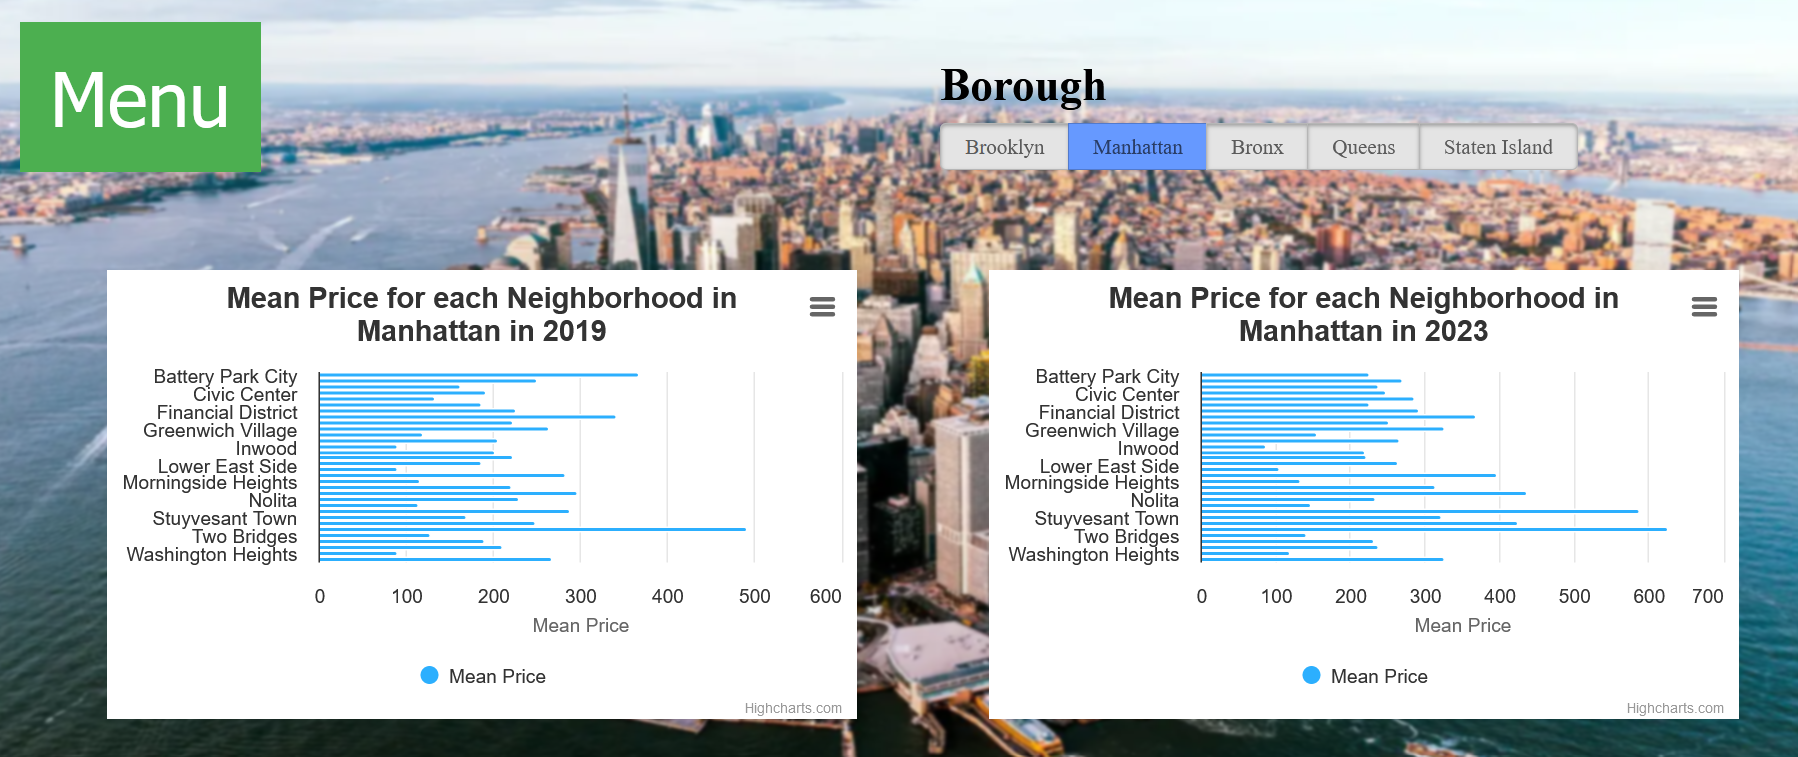 Menu
Borough
Brooklyn Manhattan Bronx Queens Staten Island
Mean Price for each Neighborhood in
Manhattan in 2019
Battery Park City
Civic Center
Financial District
Greenwich Village
Inwood
Lower East Side
Morningside Heights
Nolita
Stuyvesant Town
Two Bridges
Washington Heights
0 100 200 300 400 500 600
Mean Price
Mean Price
Highcharts.com
Mean Price for each Neighborhood in
Manhattan in 2023
Battery Park City
Civic Center
Financial District
Greenwich Village
Inwood
Lower East Side
Morningside Heights
Nolita
Stuyvesant Town
Two Bridges
Washington Heights
0 100 200 300 400 500 600 700
Mean Price
Mean Price
Highcharts.com